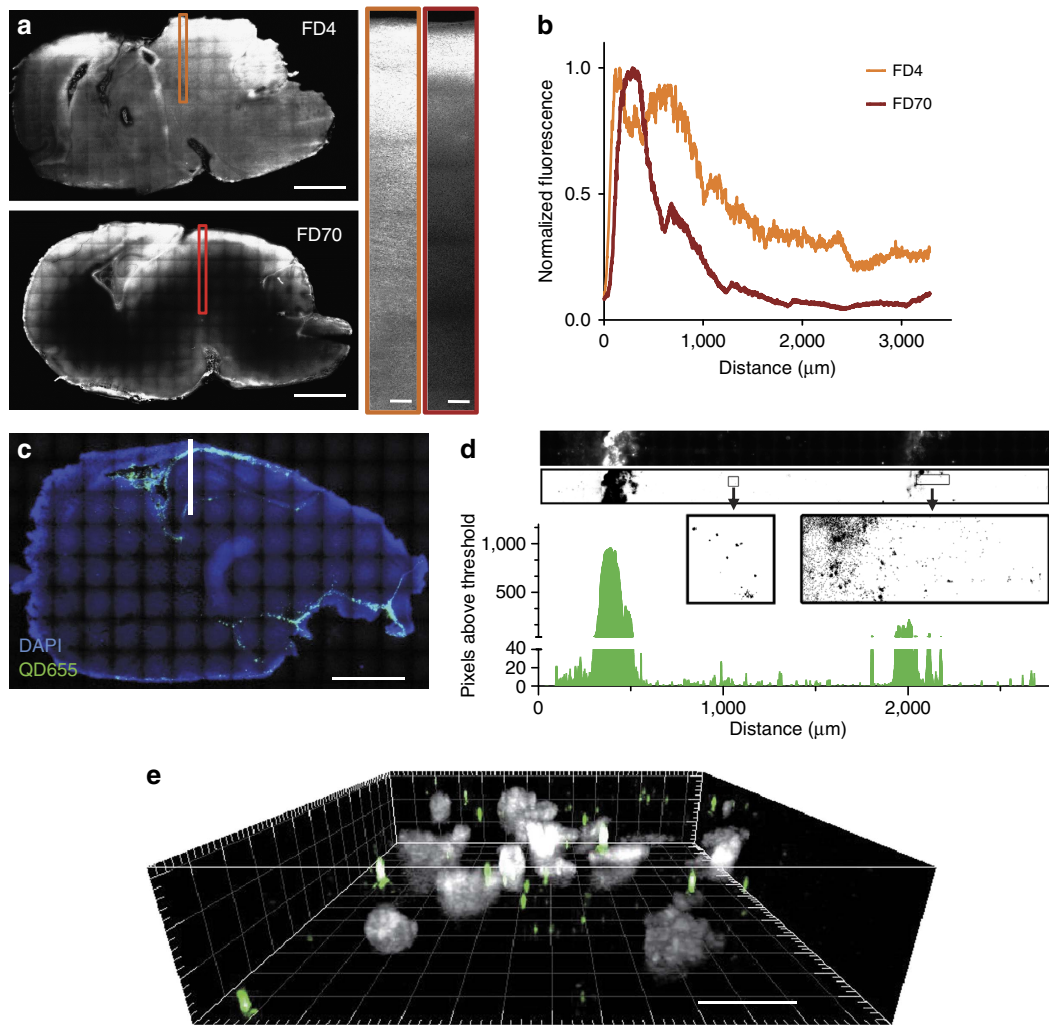 a
FD4
FD70
b
Normalized fluorescence
1.0
0.5
0.0
0
1,000
2,000
3,000
Distance (μm)
FD4
FD70
c
DAPI
QD655
d
Pixels above threshold
1,000
500
40
20
0
0
1,000
2,000
Distance (μm)
e